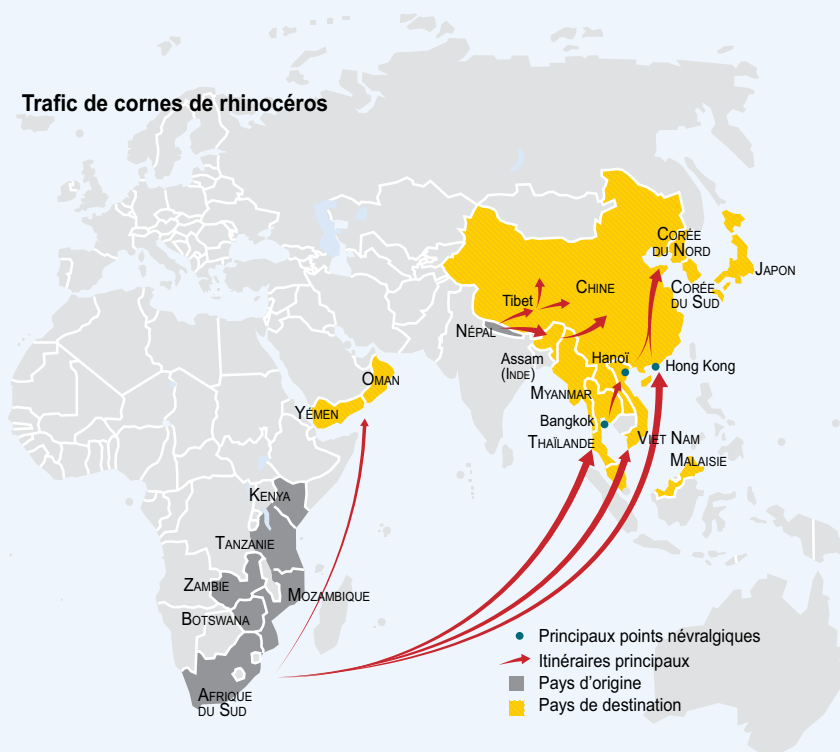 Trafic de cornes de rhinocéros
Corée
du Nord
Japon
Chine
Corée
du Sud
Tibet
Népal
Assam
(Inde)
Hanoï
Hong Kong
Oman
Myanmar
Yémen
Bangkok
Thaïlande
Viet Nam
Malaisie
Kenya
Tanzanie
Zambie
Mozambique
Botswana
Afrique
du Sud
Principaux points névralgiques
Itinéraires principaux
Pays d'origine
Pays de destination